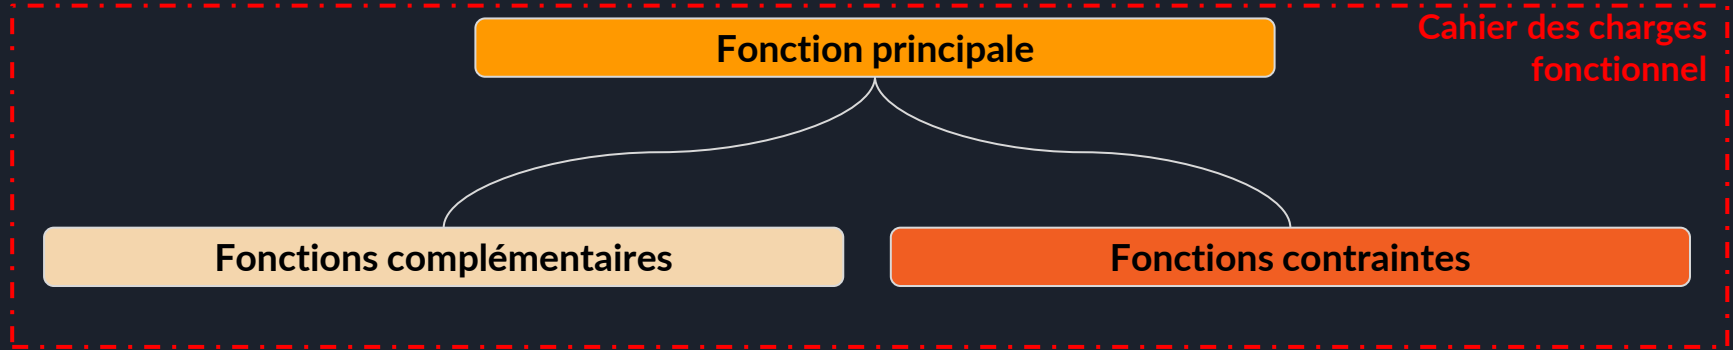 Cahier des charges
fonctionnel
Fonction principale
Fonctions complémentaires
Fonctions contraintes